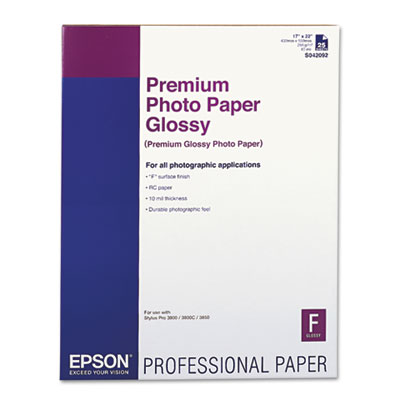 17" x 22"
25
S042092
Premium
Photo Paper
Glossy
(Premium Glossy Photo Paper)
For all photographic applications
• "F" surface finish
• RC paper
• 10 mil thickness
• Durable photographic feel
For use with
Stylus Pro 3800 / 3800C / 3850
F
GLOSSY
EPSON
EXCEED YOUR VISION
PROFESSIONAL PAPER